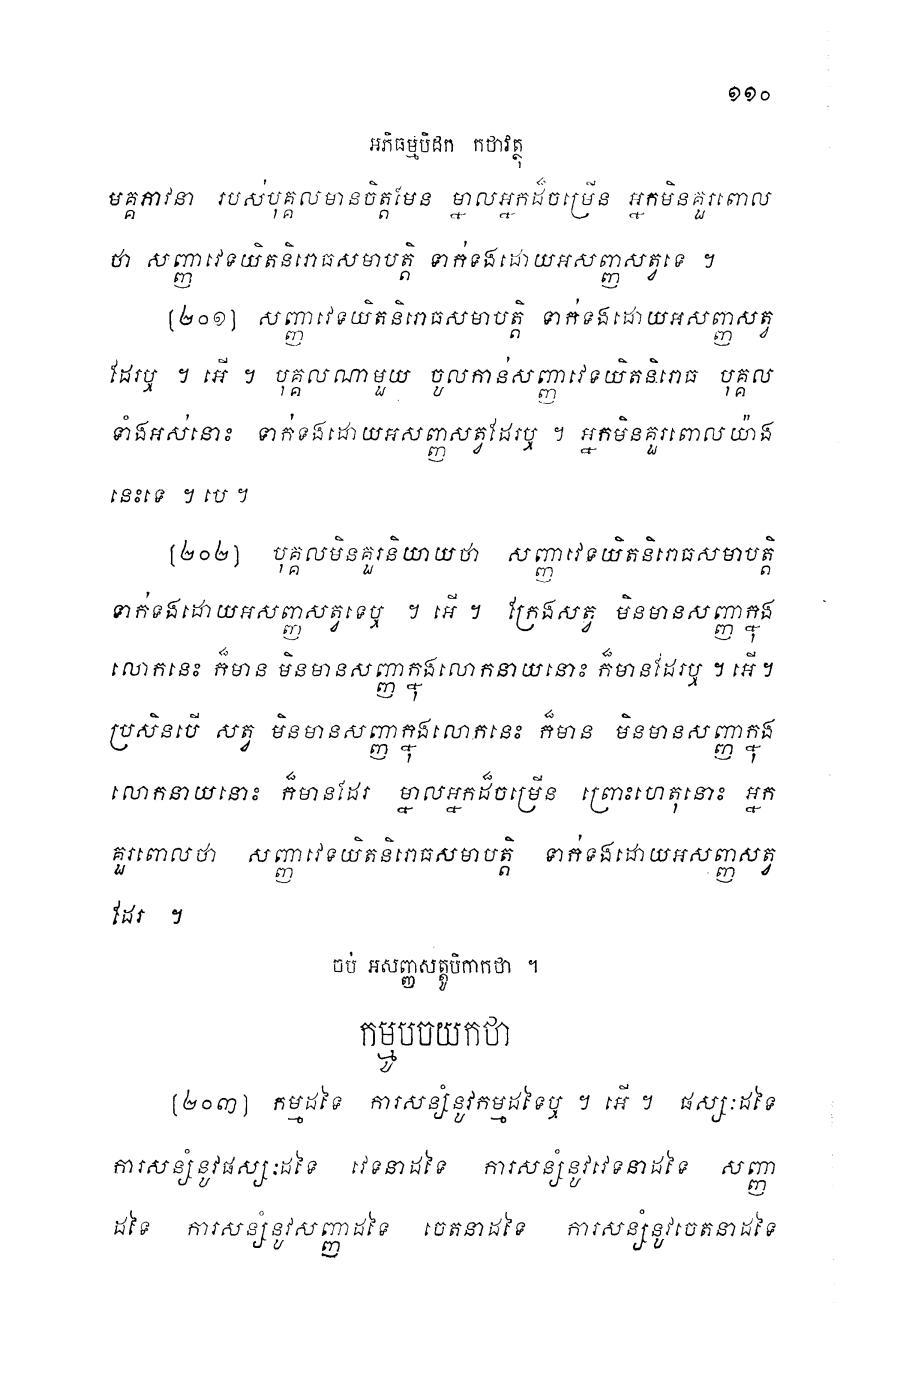 ១១០
អភិធម្មបិដក កថាវត្ថុ
មគ្គភាវនា របស់បុគ្គលមានចិត្តមែន ម្នាលអ្នកដ៏ចម្រើន អ្នកមិនគួរពោល
ថា សញ្ញាវេទយិតនិរោធសមាបត្តិ ទាក់ទងដោយអសញ្ញសត្វទេ ។
[២០១] សញ្ញាវេទយិតនិរោធសមាបត្តិ ទាក់ទងដោយអសញ្ញសត្វ
ដែរឬ ។ អើ ។ បុគ្គលណាមួយ ចូលកាន់សញ្ញាវេទយិតនិរោធ បុគ្គល
ទាំងអស់នោះ ទាក់ទងដោយអសញ្ញសត្វដែរឬ ។ អ្នកមិនគួរពោលយ៉ាង
នេះទេ ។ បេ ។
[២០២] បុគ្គលមិនគួរនិយាយថា សញ្ញាវេទយិតនិរោធសមាបត្តិ
ទាក់ទងដោយអសញ្ញសត្វទេឬ ។ អើ ។ ក្រែងសត្វ មិនមានសញ្ញាក្នុង
លោកនេះ ក៏មាន មិនមានសញ្ញាក្នុងលោកនាយនោះ ក៏មានដែរឬ ។ អើ ។
ប្រសិនបើ សត្វ មិនមានសញ្ញាក្នុងលោកនេះ ក៏មាន មិនមានសញ្ញាក្នុង
លោកនាយនោះ ក៏មានដែរ ម្នាលអ្នកដ៏ចម្រើន ព្រោះហេតុនោះ អ្នក
គួរពោលថា សញ្ញាវេទយិតនិរោធសមាបត្តិ ទាក់ទងដោយអសញ្ញសត្វ
ដែរ ។
ចប់ អសញ្ញសត្តូបិកាកថា ។
កម្មូបចយកថា
[២០៣] កម្មដទៃ ការសន្សំនូវកម្មដទៃឬ ។ អើ ។ ផស្សៈដទៃ
ការសន្សំនូវផស្សៈដទៃ វេទនាដទៃ ការសន្សំនូវវេទនាដទៃ សញ្ញា
ដទៃ ការសន្សំនូវសញ្ញាដទៃ ចេតនាដទៃ ការសន្សំនូវចេតនាដទៃ